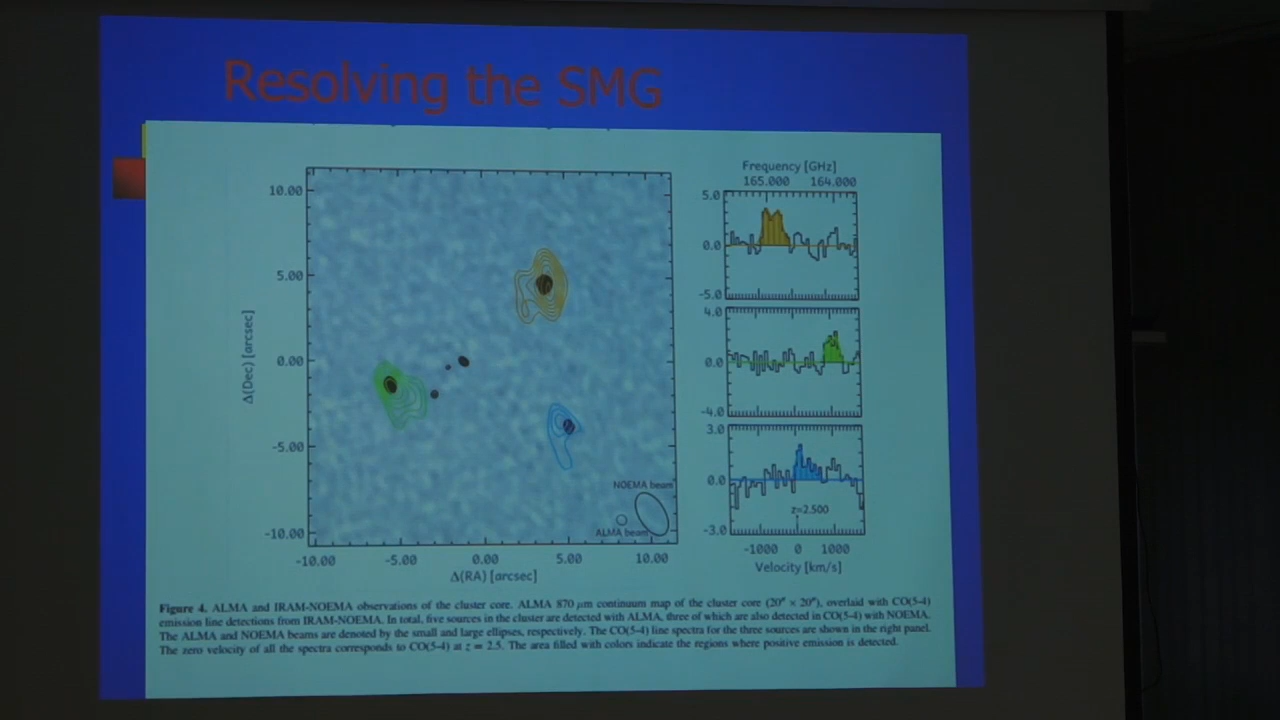 Resolving the SMG
10.00
5.00
0.00
-5.00
-10.00
Δ(Dec) [arcsec]
NOEMA beam
ALMA beam
-10.00 -5.00 0.00 5.00 10.00
Δ(RA) [arcsec]
Frequency [GHz]
165.000 164.000
5.0
0.0
-5.0
4.0
0.0
-4.0
3.0
0.0
z=2.500
-3.0
-1000 0 1000
Velocity [km/s]
Figure 4. ALMA and IRAM-NOEMA observations of the cluster core. ALMA 870 μm continuum map of the cluster core (20″ × 20″), overlaid with CO(5-4)
emission line detections from IRAM-NOEMA. In total, five sources in the cluster are detected with ALMA, three of which are also detected in CO(5-4) with NOEMA.
The ALMA and NOEMA beams are denoted by the small and large ellipses, respectively. The CO(5-4) line spectra for the three sources are shown in the right panel.
The zero velocity of all the spectra corresponds to CO(5-4) at z = 2.5. The area filled with colors indicate the regions where positive emission is detected.